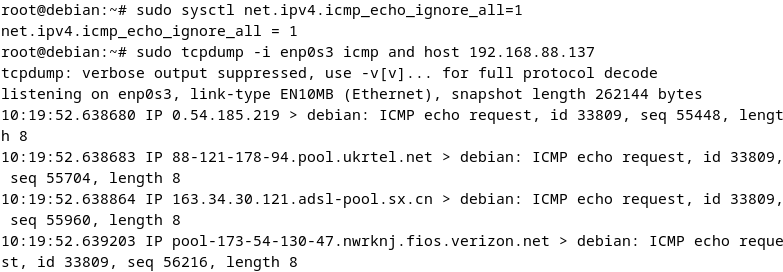 root@debian:~# sudo sysctl net.ipv4.icmp_echo_ignore_all=1
net.ipv4.icmp_echo_ignore_all = 1
root@debian:~# sudo tcpdump -i enp0s3 icmp and host 192.168.88.137
tcpdump: verbose output suppressed, use -v[v]... for full protocol decode
listening on enp0s3, link-type EN10MB (Ethernet), snapshot length 262144 bytes
10:19:52.638680 IP 0.54.185.219 > debian: ICMP echo request, id 33809, seq 55448, lengt
h 8
10:19:52.638683 IP 88-121-178-94.pool.ukrtel.net > debian: ICMP echo request, id 33809,
 seq 55704, length 8
10:19:52.638864 IP 163.34.30.121.adsl-pool.sx.cn > debian: ICMP echo request, id 33809,
 seq 55960, length 8
10:19:52.639203 IP pool-173-54-130-47.nwrknj.fios.verizon.net > debian: ICMP echo reque
st, id 33809, seq 56216, length 8